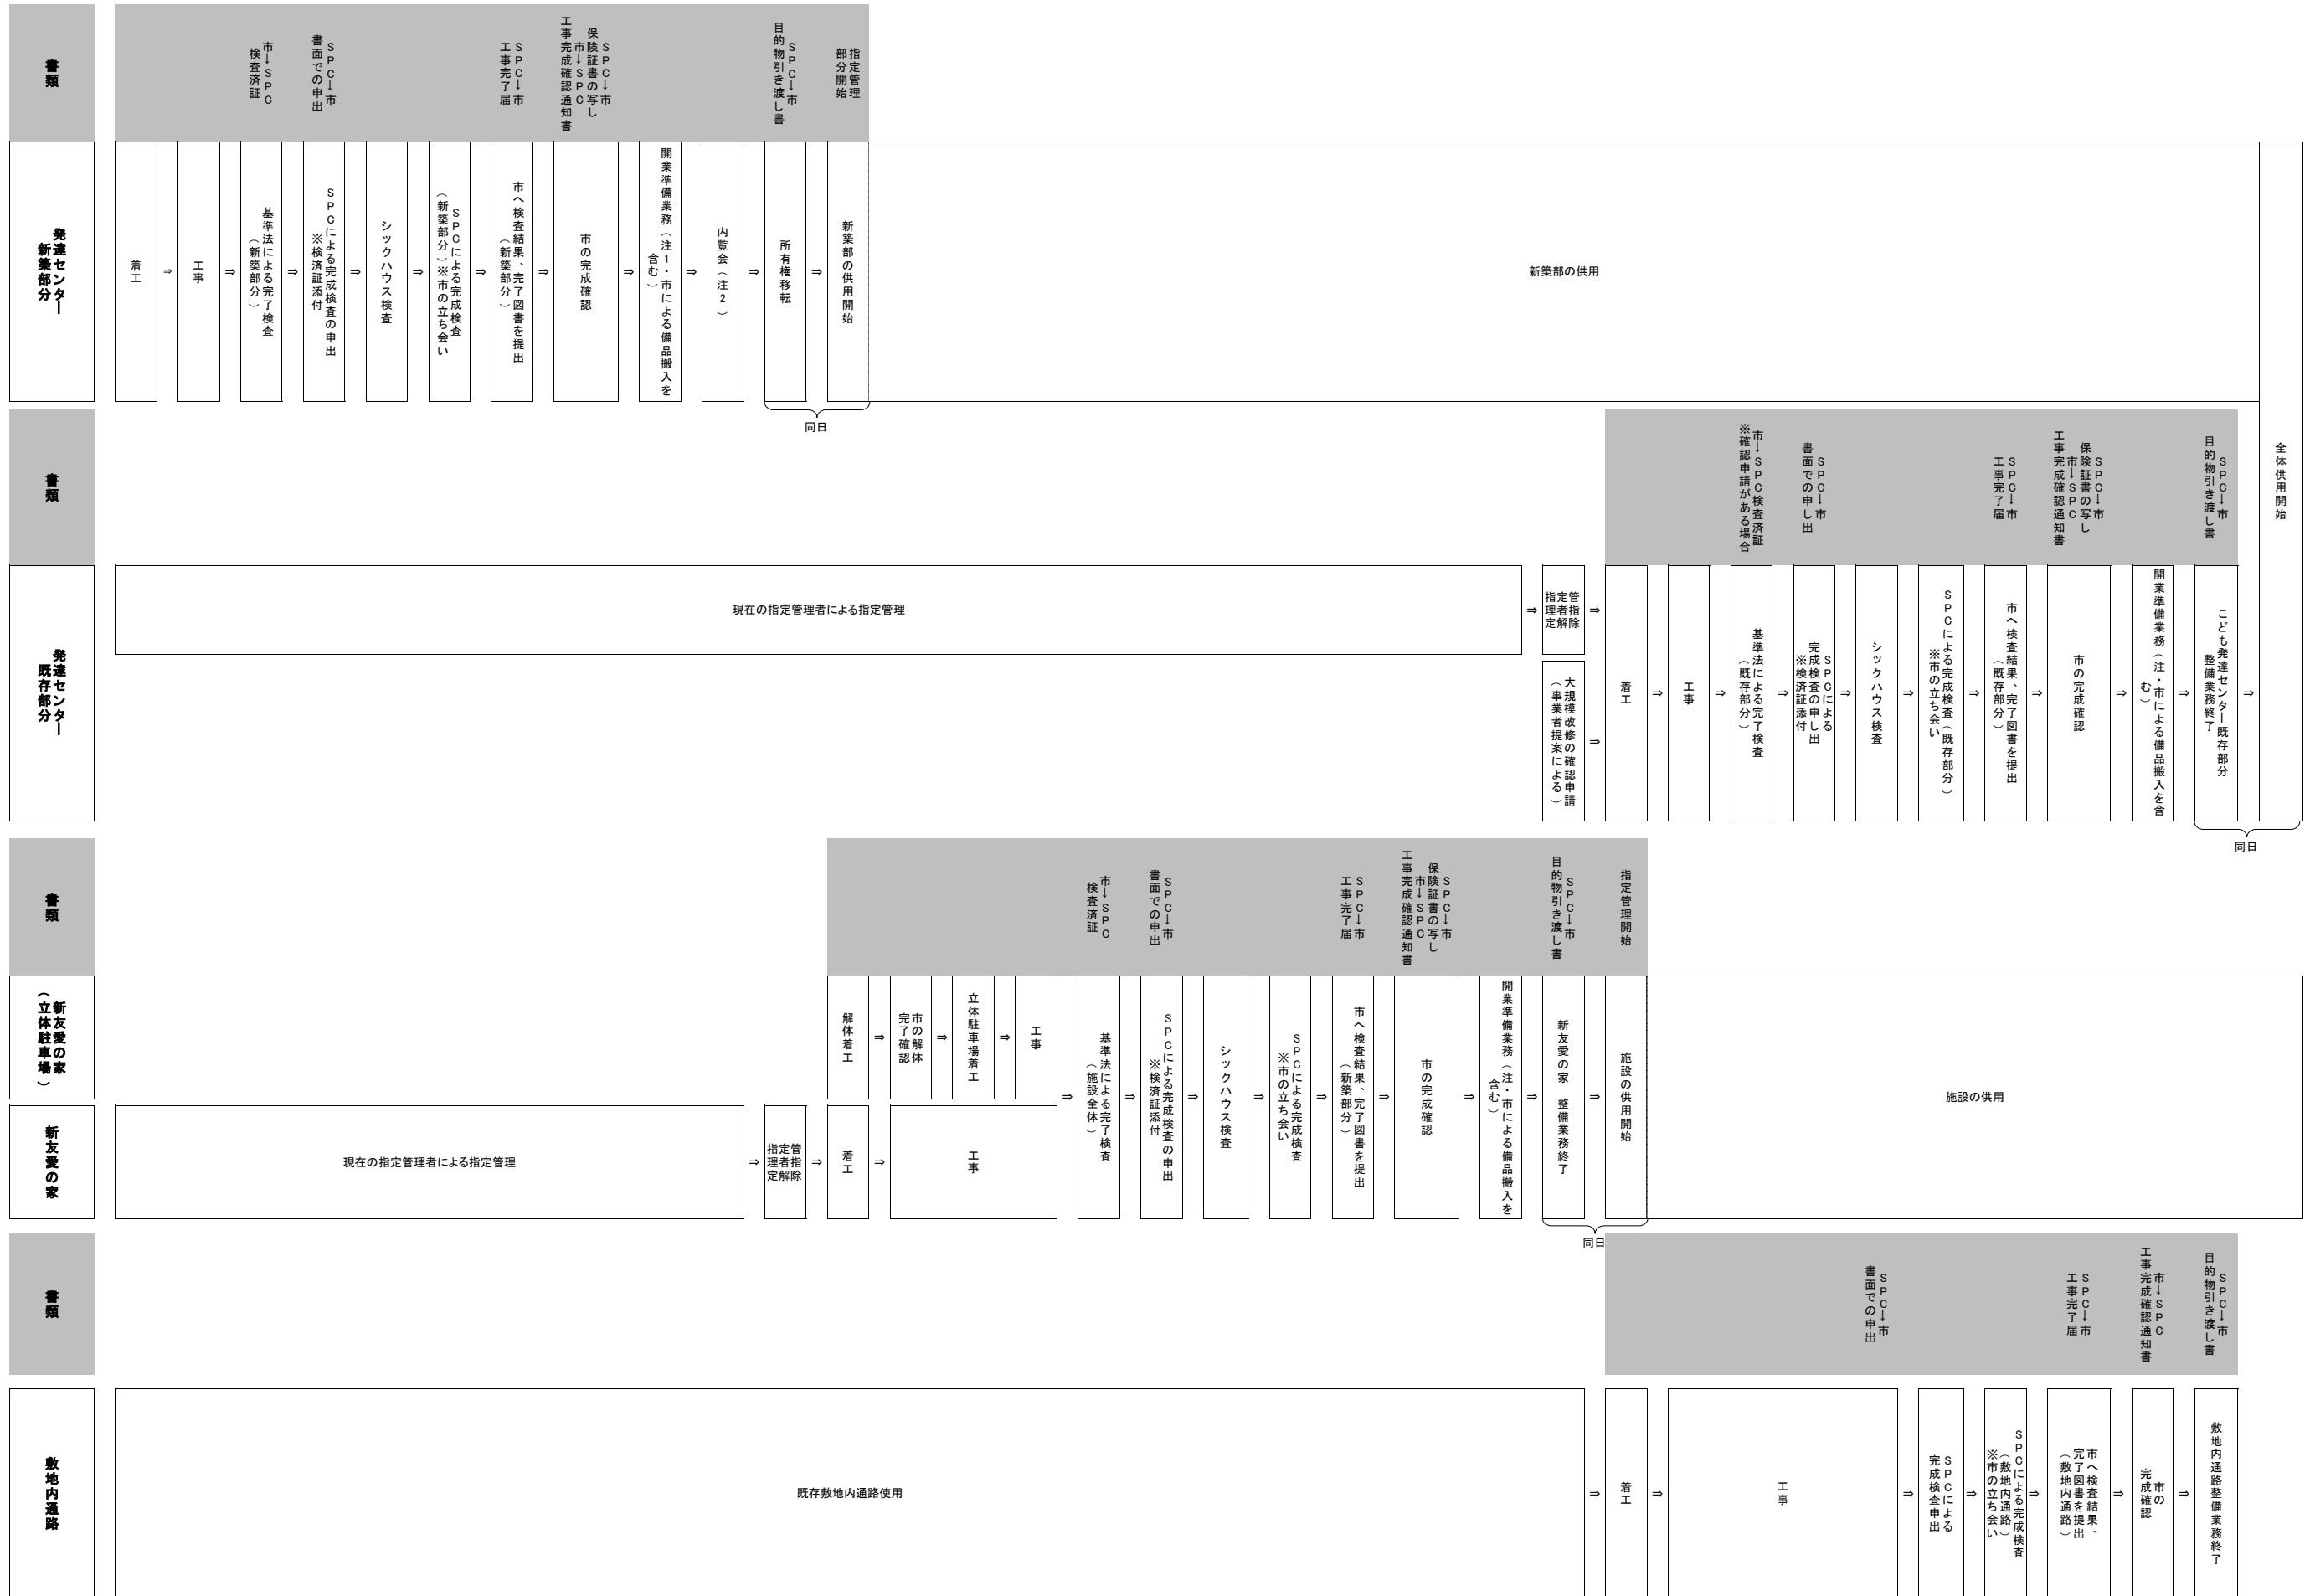 書類
市→SPC
検査済証
SPC→市
書面での申出
SPC→市
工事完了届
SPC→市
保険証書の写し
市→SPC
工事完成確認通知書
SPC→市
目的物引き渡し書
指定管理
部分開始
発達センター
新築部分
着工
⇒
工事
⇒
基準法による完了検査
（新築部分）
⇒
SPCによる完成検査の申出
※検済証添付
⇒
シックハウス検査
⇒
SPCによる完成検査
（新築部分）※市の立ち会い
⇒
市へ検査結果、完了図書を提出
（新築部分）
⇒
市の完成確認
⇒
開業準備業務（注1・市による備品搬入を
含む）
⇒
内覧会（注2）
⇒
所有権移転
⇒
新築部の供用開始
新築部の供用
全体供用開始
同日
書類
市→SPC検査済証
※確認申請がある場合
SPC→市
書面での申し出
SPC→市
工事完了届
SPC→市
保険証書の写し
市→SPC
工事完成確認通知書
SPC→市
目的物引き渡し書
発達センター
既存部分
現在の指定管理者による指定管理
⇒
指定管
理者指
定解除
⇒
大規模改修の確認申請
（事業者提案による）
⇒
着工
⇒
工事
⇒
基準法による完了検査
（既存部分）
⇒
SPCによる
完成検査の申し出
※検済証添付
⇒
シックハウス検査
⇒
SPCによる完成検査（既存部分）
※市の立ち会い
⇒
市へ検査結果、完了図書を提出
（既存部分）
⇒
市の完成確認
⇒
開業準備業務（注・市による備品搬入を含
む）
⇒
こども発達センター既存部分
整備業務終了
⇒
同日
書類
市→SPC
検査済証
SPC→市
書面での申出
SPC→市
工事完了届
SPC→市
保険証書の写し
市→SPC
工事完成確認通知書
SPC→市
目的物引き渡し書
指定管理開始
新友愛の家
（立体駐車場）
解体着工
⇒
市の解体
完了確認
⇒
立体駐車場着工
⇒
工事
新友愛の家
現在の指定管理者による指定管理
⇒
指定管
理者指
定解除
⇒
着工
⇒
工事
⇒
基準法による完了検査
（施設全体）
⇒
SPCによる完成検査の申出
※検済証添付
⇒
シックハウス検査
⇒
SPCによる完成検査
※市の立ち会い
⇒
市へ検査結果、完了図書を提出
（新築部分）
⇒
市の完成確認
⇒
開業準備業務（注・市による備品搬入を
含む）
⇒
新友愛の家　整備業務終了
⇒
施設の供用開始
施設の供用
同日
書類
SPC→市
書面での申出
SPC→市
工事完了届
市→SPC
工事完成確認通知書
SPC→市
目的物引き渡し書
敷地内通路
既存敷地内通路使用
⇒
着工
⇒
工事
⇒
SPCによる
完成検査申出
⇒
SPCによる完成検査
（敷地内通路）
※市の立ち会い
⇒
市へ検査結果、
完了図書を提出
（敷地内通路）
⇒
市の
完成確認
⇒
敷地内通路整備業務終了